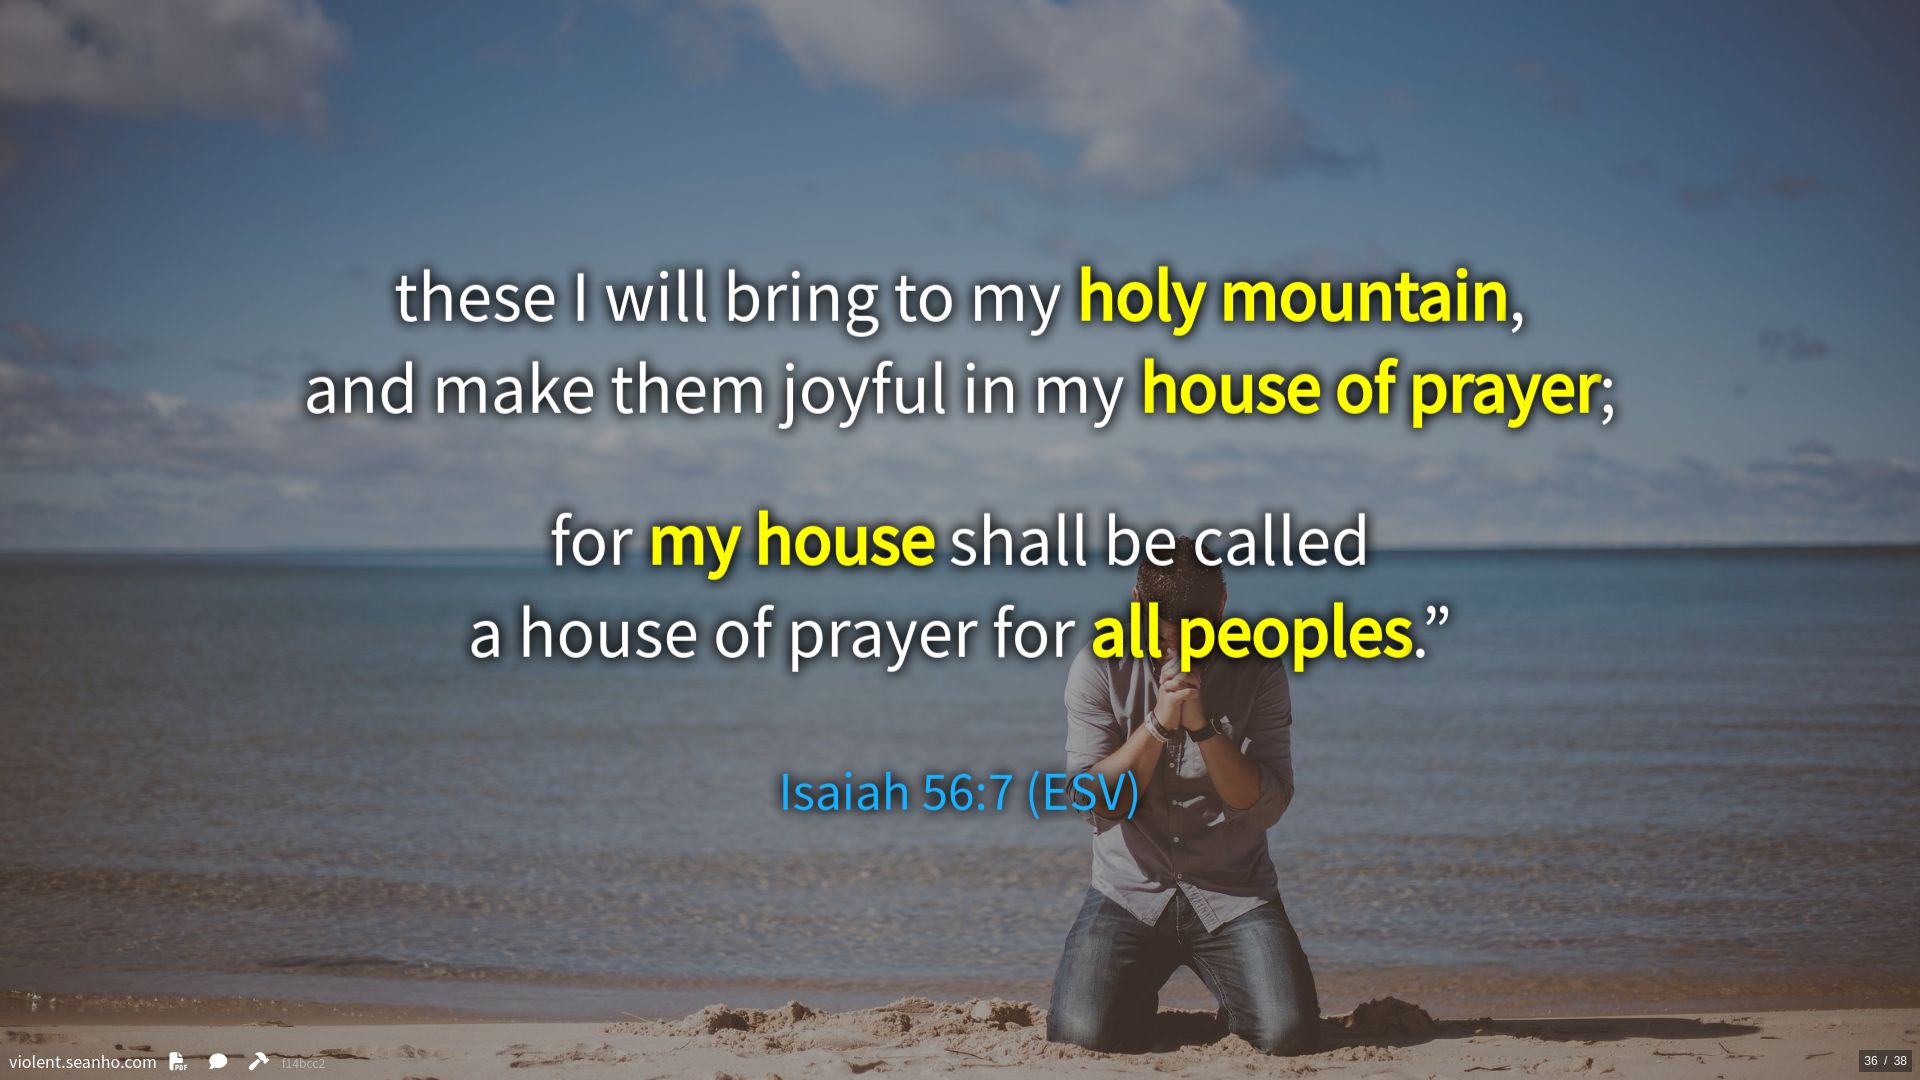 these I will bring to my holy mountain,
and make them joyful in my house of prayer;
for my house shall be called
a house of prayer for all peoples.”
Isaiah 56:7 (ESV)
violent.seanho.com PDF f14bcc2
36 / 38